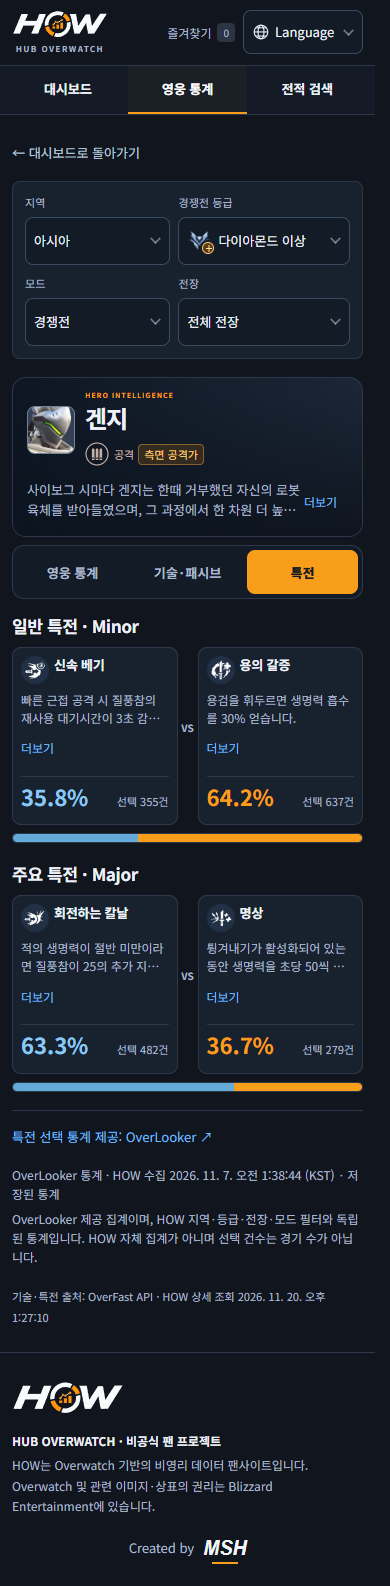 HOW
HUB OVERWATCH
즐겨찾기 0
Language
대시보드 영웅 통계 전적 검색
← 대시보드로 돌아가기
지역 경쟁전 등급
아시아 다이아몬드 이상
모드 전장
경쟁전 전체 전장
HERO INTELLIGENCE
겐지
공격 측면 공격가
사이보그 시마다 겐지는 한때 거부했던 자신의 로봇
육체를 받아들였으며, 그 과정에서 한 차원 더 높… 더보기
영웅 통계 기술·패시브 특전
일반 특전 · Minor
신속 베기
빠른 근접 공격 시 질풍참의
재사용 대기시간이 3초 감…
더보기
35.8% 선택 355건
VS
용의 갈증
용검을 휘두르면 생명력 흡수
를 30% 얻습니다.
더보기
64.2% 선택 637건
주요 특전 · Major
회전하는 칼날
적의 생명력이 절반 미만이라
면 질풍참이 25의 추가 지…
더보기
63.3% 선택 482건
VS
명상
튕겨내기가 활성화되어 있는
동안 생명력을 초당 50씩 …
더보기
36.7% 선택 279건
특전 선택 통계 제공: OverLooker ↗
OverLooker 통계 · HOW 수집 2026. 11. 7. 오전 1:38:44 (KST) · 저
장된 통계
OverLooker 제공 집계이며, HOW 지역·등급·전장·모드 필터와 독립
된 통계입니다. HOW 자체 집계가 아니며 선택 건수는 경기 수가 아닙
니다.
기술·특전 출처: OverFast API · HOW 상세 조회 2026. 11. 20. 오후
1:27:10
HOW
HUB OVERWATCH · 비공식 팬 프로젝트
HOW는 Overwatch 기반의 비영리 데이터 팬사이트입니다.
Overwatch 및 관련 이미지·상표의 권리는 Blizzard
Entertainment에 있습니다.
Created by MSH